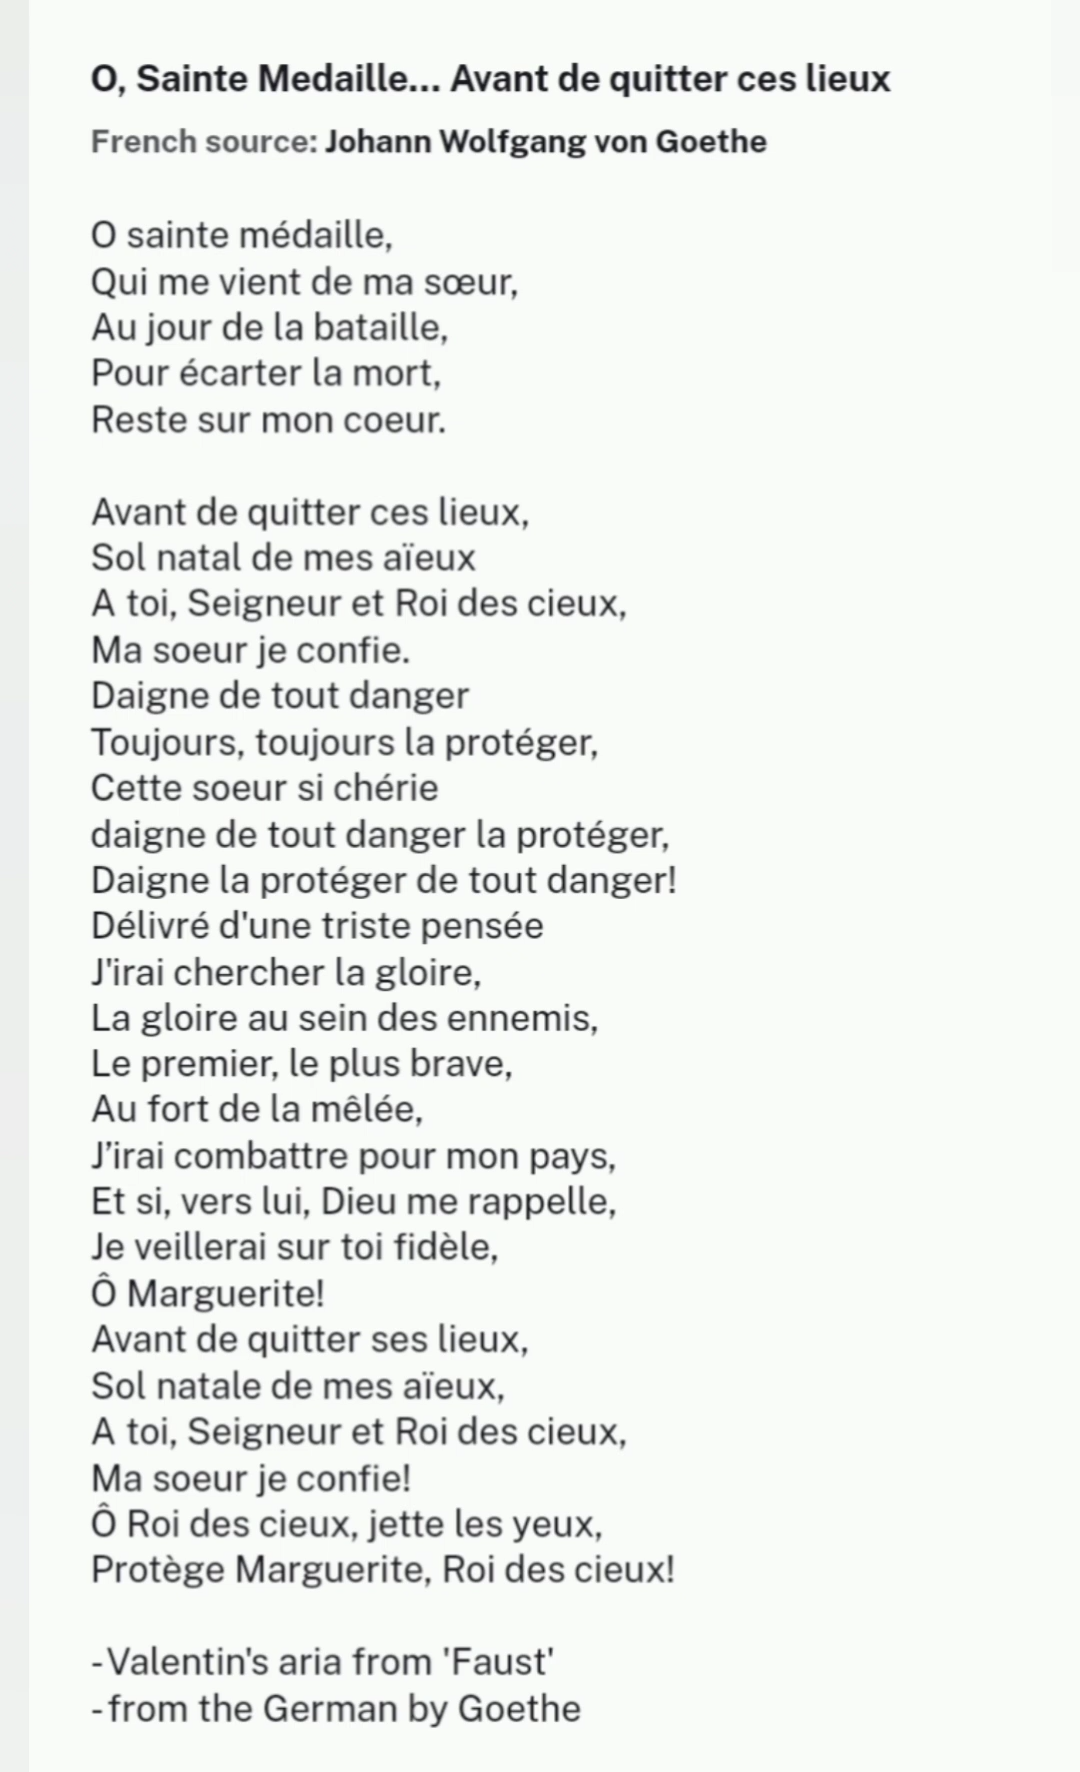 O, Sainte Medaille... Avant de quitter ces lieux
French source: Johann Wolfgang von Goethe
O sainte médaille,
Qui me vient de ma sœur,
Au jour de la bataille,
Pour écarter la mort,
Reste sur mon coeur.
Avant de quitter ces lieux,
Sol natal de mes aïeux
A toi, Seigneur et Roi des cieux,
Ma soeur je confie.
Daigne de tout danger
Toujours, toujours la protéger,
Cette soeur si chérie
daigne de tout danger la protéger,
Daigne la protéger de tout danger!
Délivré d'une triste pensée
J'irai chercher la gloire,
La gloire au sein des ennemis,
Le premier, le plus brave,
Au fort de la mêlée,
J’irai combattre pour mon pays,
Et si, vers lui, Dieu me rappelle,
Je veillerai sur toi fidèle,
Ô Marguerite!
Avant de quitter ses lieux,
Sol natale de mes aïeux,
A toi, Seigneur et Roi des cieux,
Ma soeur je confie!
Ô Roi des cieux, jette les yeux,
Protège Marguerite, Roi des cieux!
-Valentin's aria from 'Faust'
-from the German by Goethe